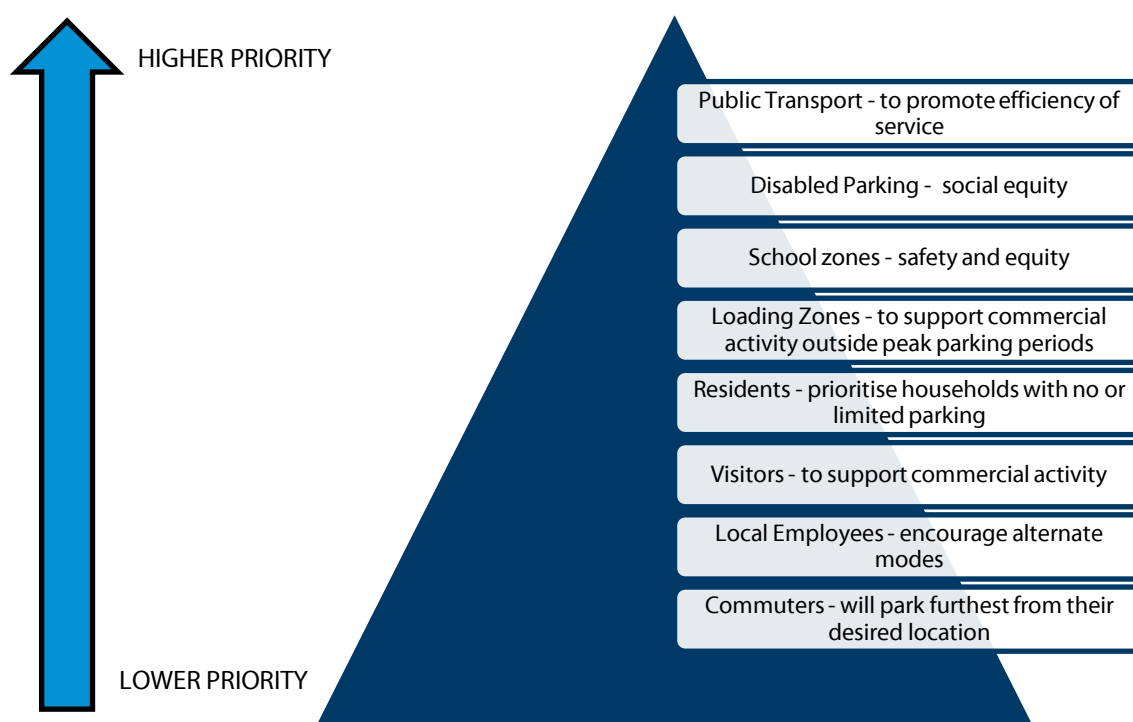 HIGHER PRIORITY
Public Transport - to promote efficiency of
service
Disabled Parking - social equity
School zones - safety and equity
Loading Zones - to support commercial
activity outside peak parking periods
Residents - prioritise households with no or
limited parking
Visitors - to support commercial activity
Local Employees - encourage alternate
modes
Commuters - will park furthest from their
desired location
LOWER PRIORITY